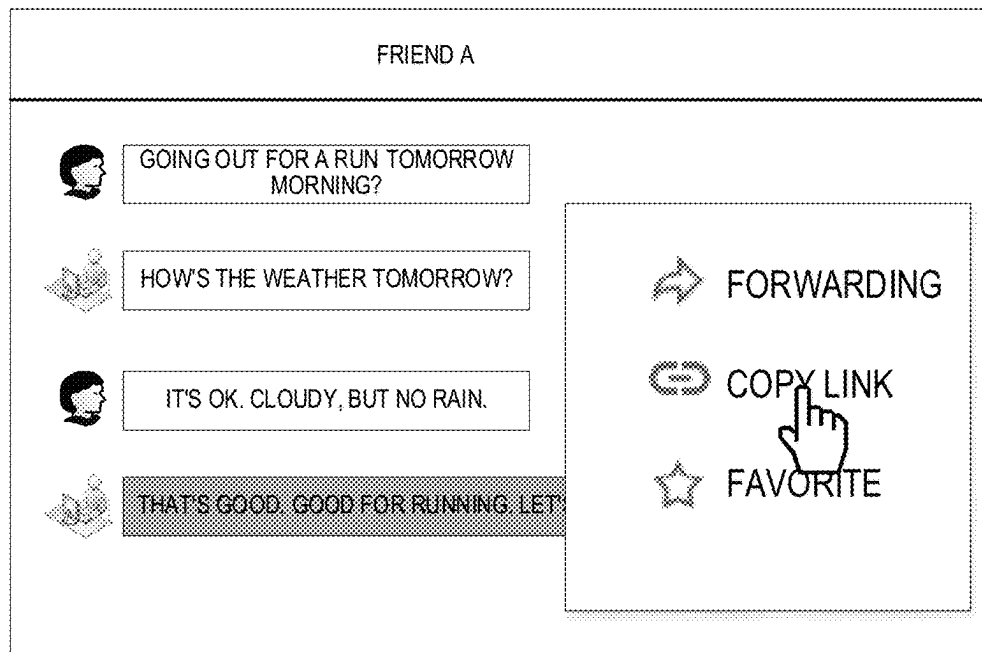 FRIEND A
GOING OUT FOR A RUN TOMORROW
MORNING?
HOW'S THE WEATHER TOMORROW?
IT'S OK. CLOUDY, BUT NO RAIN.
THAT'S GOOD. GOOD FOR RUNNING. LET'
FORWARDING
COPY LINK
FAVORITE